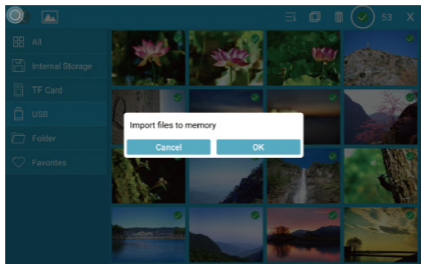 53 X
All
Internal Storage
TF Card
USB
Folder
Favorites
Import files to memory
Cancel OK